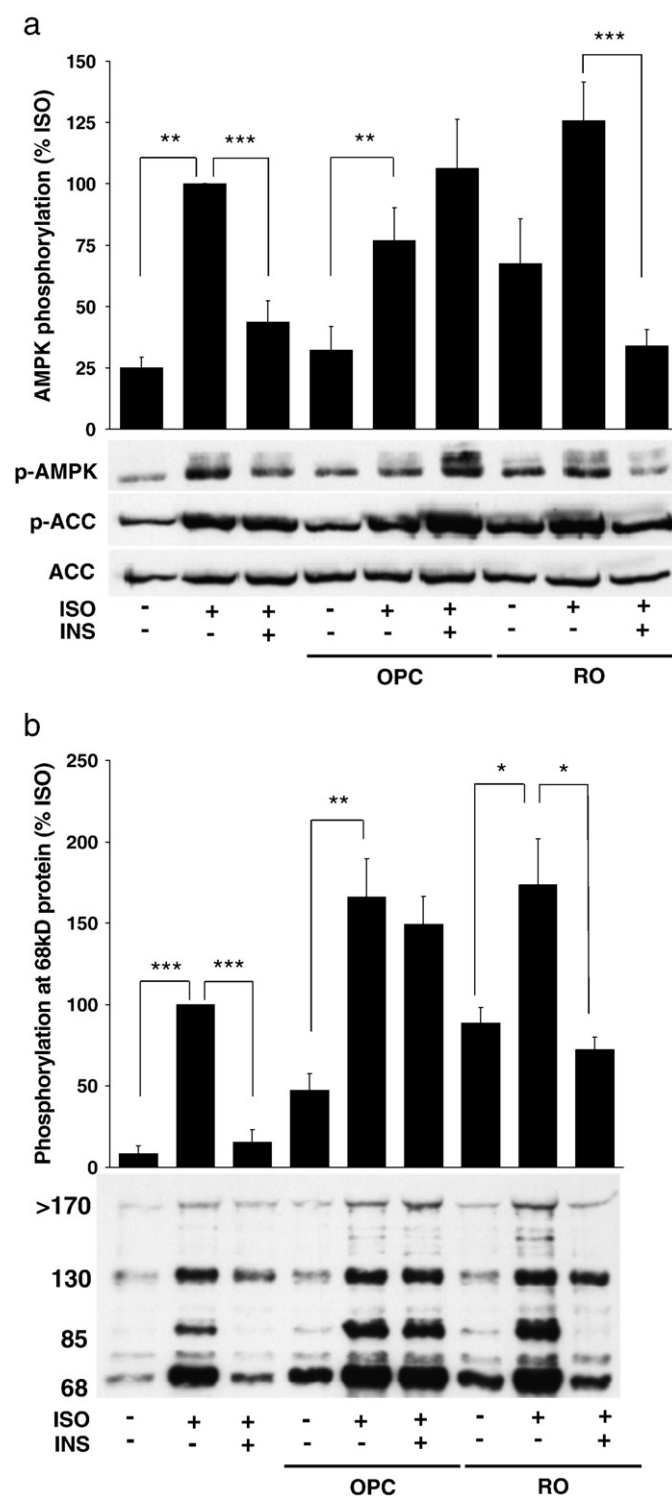 a
AMPK phosphorylation (% ISO)
150
125
100
75
50
25
0
** *** ** ***
p-AMPK
p-ACC
ACC
ISO - + + - + + - + +
INS - - + - - + - - +
OPC RO
b
Phosphorylation at 68kD protein (% ISO)
250
200
150
100
50
0
*** *** ** * *
>170
130
85
68
ISO - + + - + + - + +
INS - - + - - + - - +
OPC RO